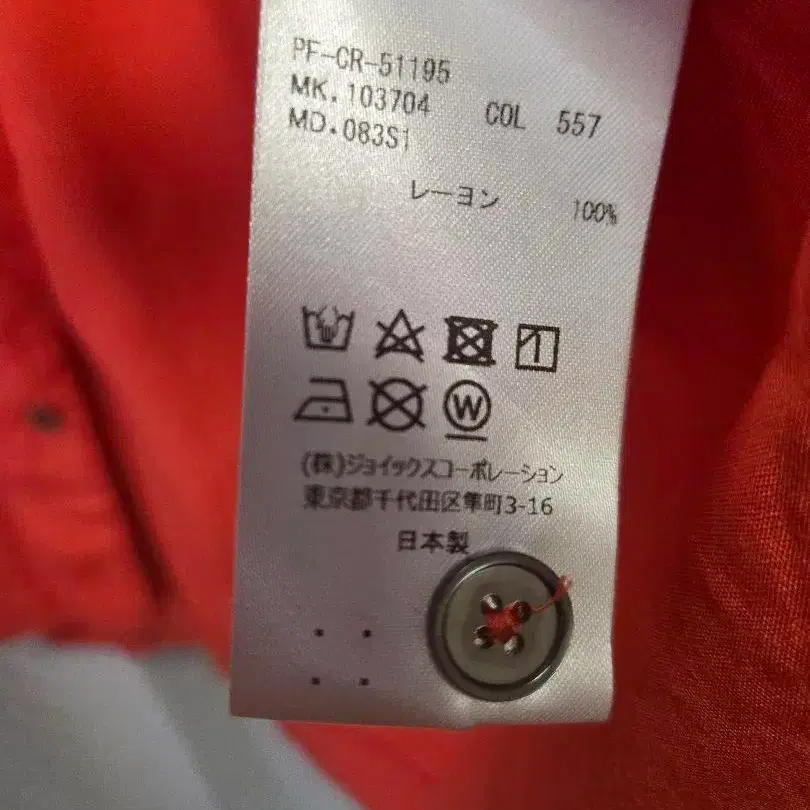 PF-CR-51195
MK.103704 COL 557
MD.083S1
レーヨン 100%
W
(株)ジョイックスコーポレーション
東京都千代田区隼町3-16
日本製